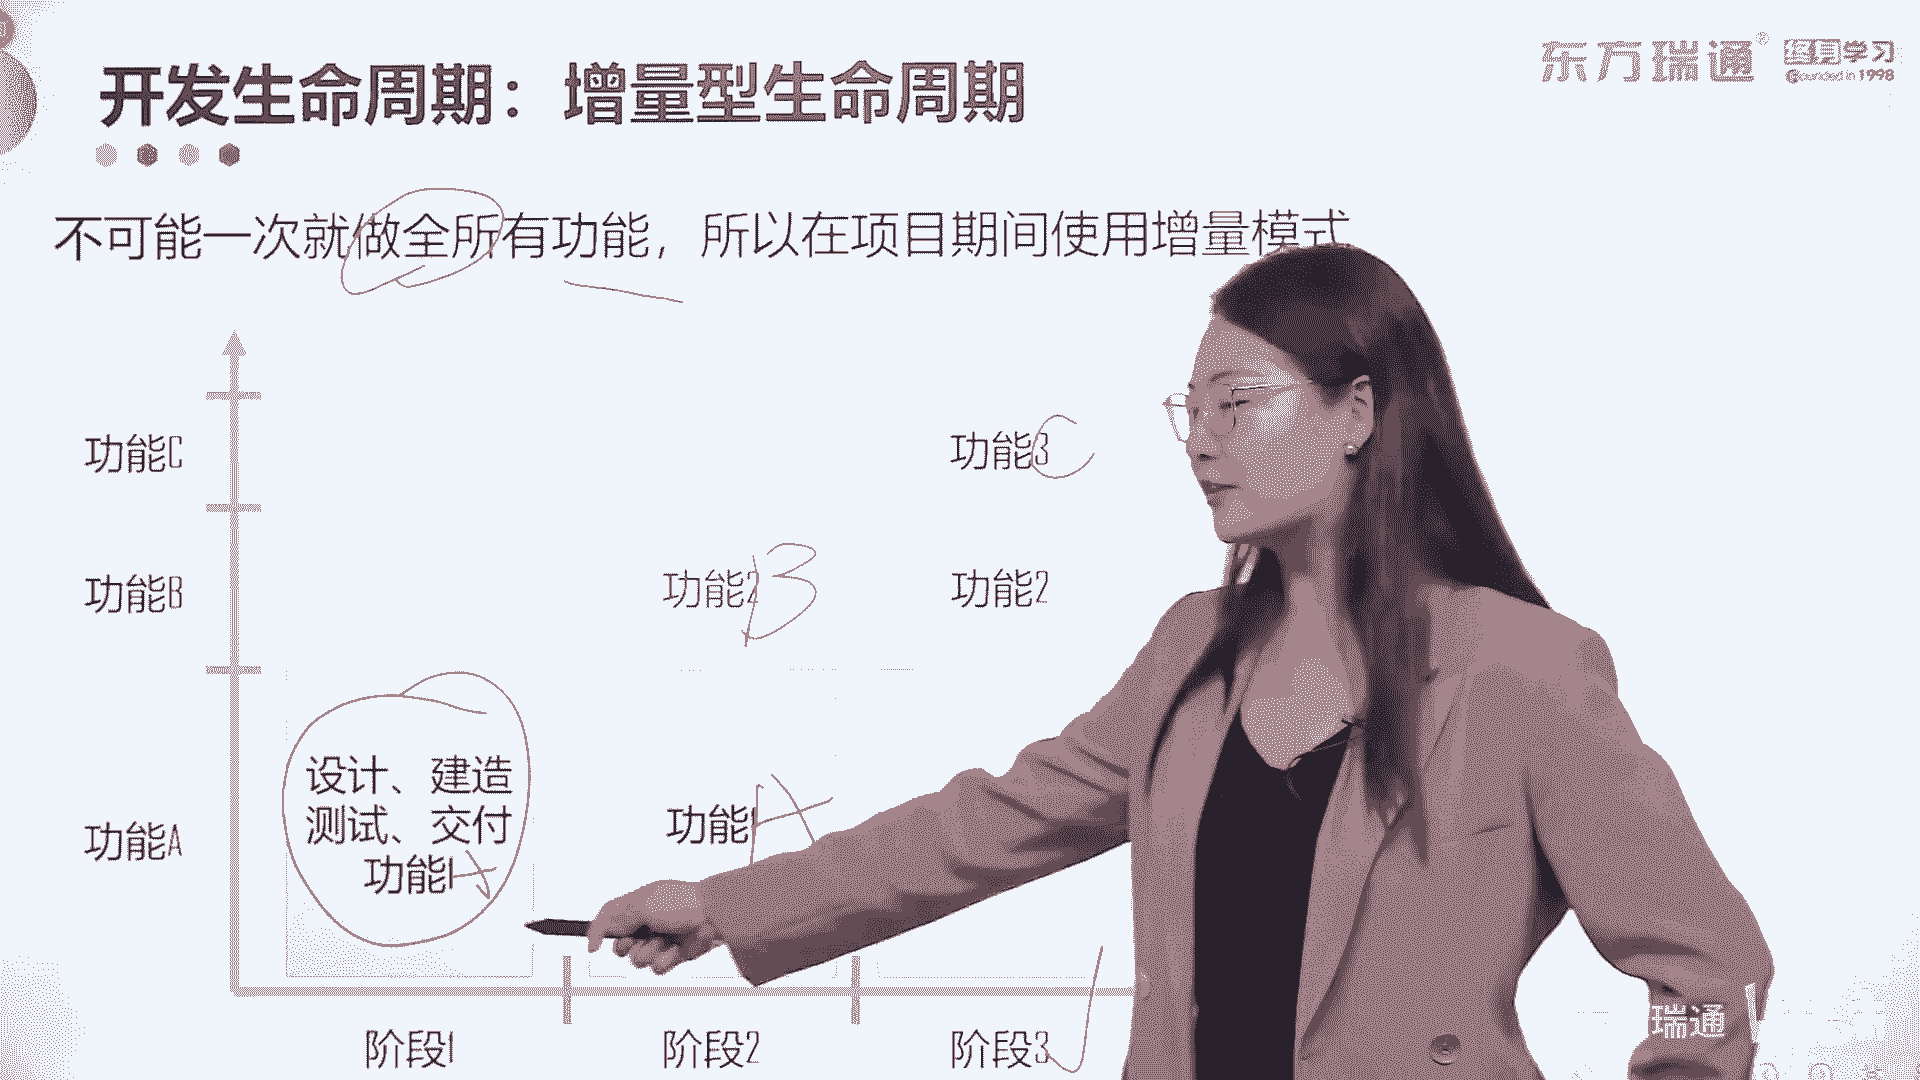 开发生命周期：增量型生命周期
东方瑞通® 终身学习
Founded in 1998
不可能一次就做全所有功能，所以在项目期间使用增量模式
功能C
功能3 C
功能B
功能2 B
功能2
设计、建造
测试、交付
功能1 A
功能A
功能1 A
瑞通
阶段1
阶段2
阶段3